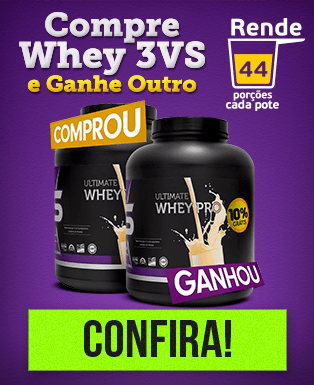 Compre
Whey 3VS
e Ganhe Outro
Rende
44
porções
cada pote
COMPROU
ULTIMATE
WHEY
ULTIMATE
WHEY PRO
10%
GRÁTIS
GANHOU
CONFIRA!